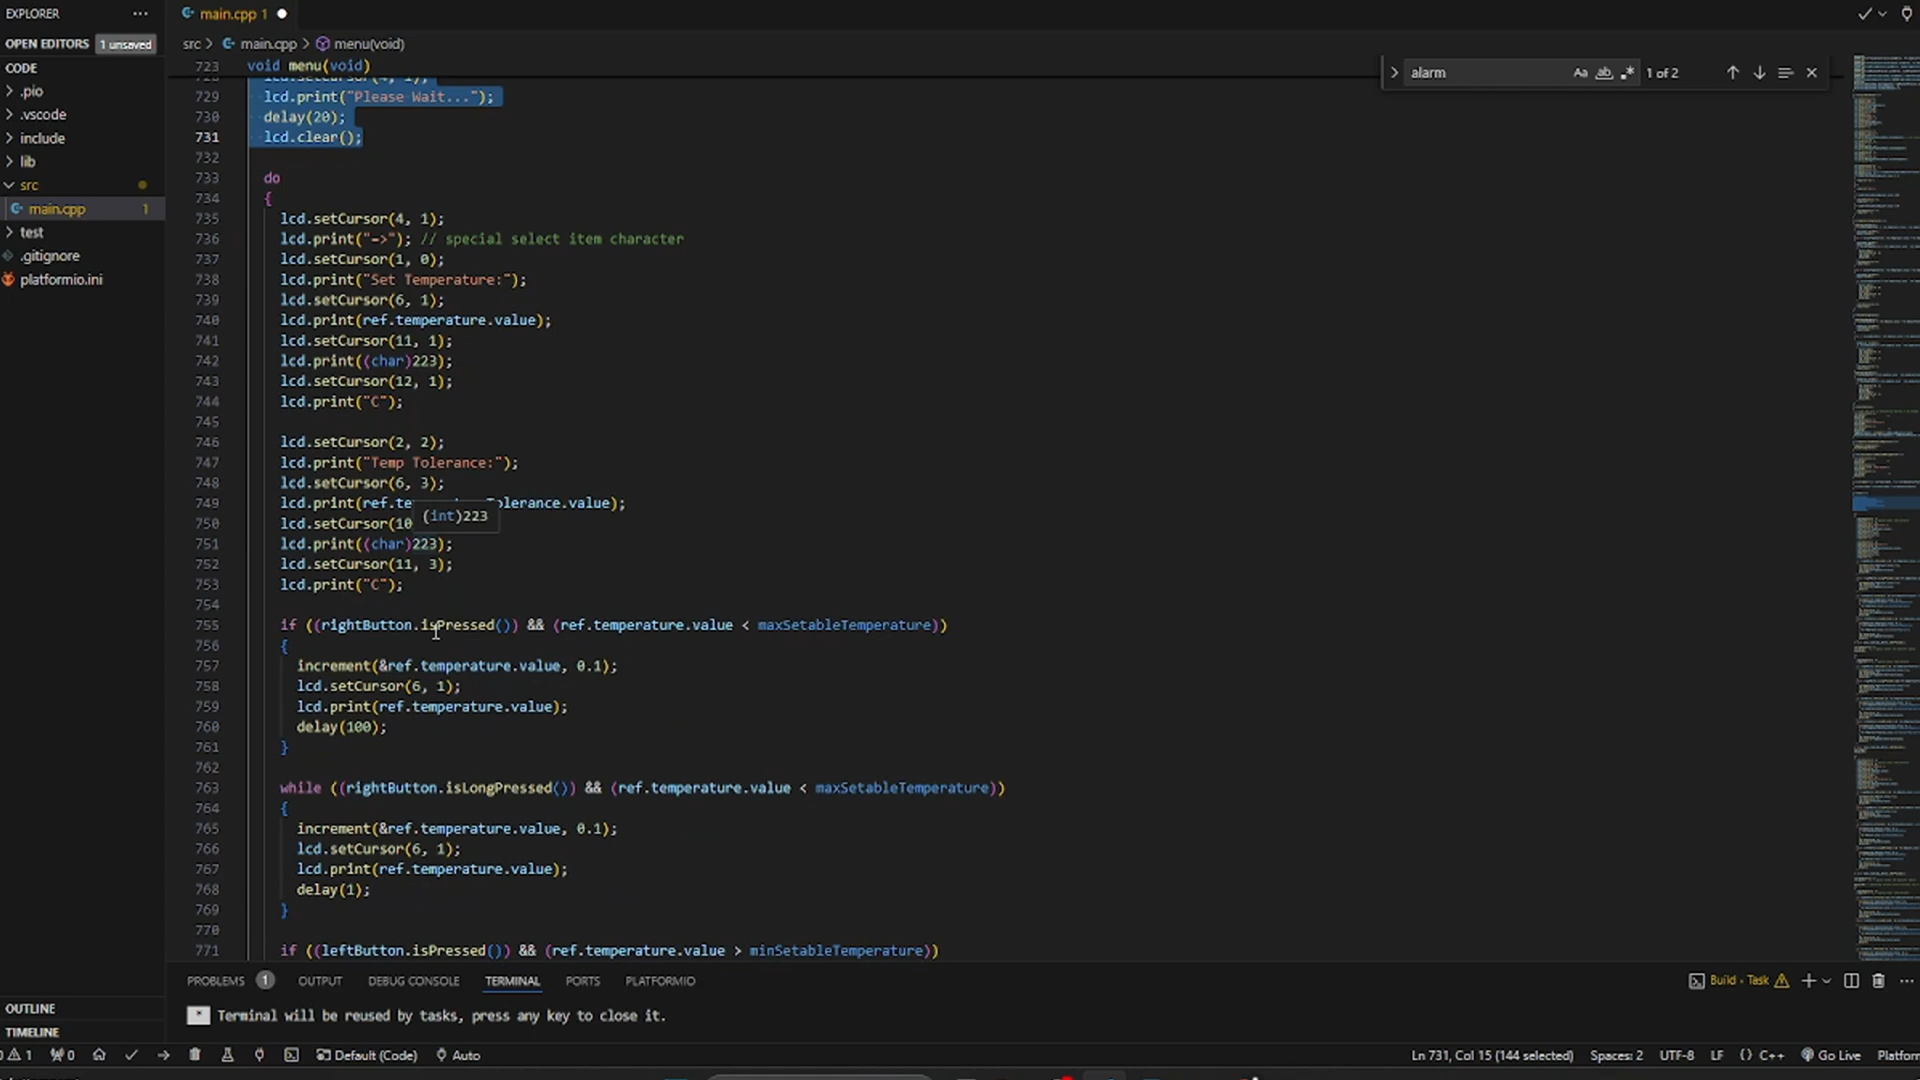 EXPLORER
main.cpp 1
OPEN EDITORS 1 unsaved
src > main.cpp > menu(void)
CODE
.pio
.vscode
include
lib
src
main.cpp 1
test
.gitignore
platformio.ini
OUTLINE
TIMELINE
alarm Aa ab .* 1 of 2
723 void menu(void)
729 lcd.print("Please Wait...");
730 delay(20);
731 lcd.clear();
732
733 do
734 {
735 lcd.setCursor(4, 1);
736 lcd.print("->"); // special select item character
737 lcd.setCursor(1, 0);
738 lcd.print("Set Temperature:");
739 lcd.setCursor(6, 1);
740 lcd.print(ref.temperature.value);
741 lcd.setCursor(11, 1);
742 lcd.print((char)223);
743 lcd.setCursor(12, 1);
744 lcd.print("C");
745
746 lcd.setCursor(2, 2);
747 lcd.print("Temp Tolerance:");
748 lcd.setCursor(6, 3);
749 lcd.print(ref.te Tolerance.value);
750 lcd.setCursor(10 (int)223
751 lcd.print((char)223);
752 lcd.setCursor(11, 3);
753 lcd.print("C");
754
755 if ((rightButton.isPressed()) && (ref.temperature.value < maxSetableTemperature))
756 {
757 increment(&ref.temperature.value, 0.1);
758 lcd.setCursor(6, 1);
759 lcd.print(ref.temperature.value);
760 delay(100);
761 }
762
763 while ((rightButton.isLongPressed()) && (ref.temperature.value < maxSetableTemperature))
764 {
765 increment(&ref.temperature.value, 0.1);
766 lcd.setCursor(6, 1);
767 lcd.print(ref.temperature.value);
768 delay(1);
769 }
770
771 if ((leftButton.isPressed()) && (ref.temperature.value > minSetableTemperature))
PROBLEMS 1 OUTPUT DEBUG CONSOLE TERMINAL PORTS PLATFORMIO
Build - Task
* Terminal will be reused by tasks, press any key to close it.
1 0 Default (Code) Auto
Ln 731, Col 15 (144 selected) Spaces: 2 UTF-8 LF {} C++ Go Live Platform